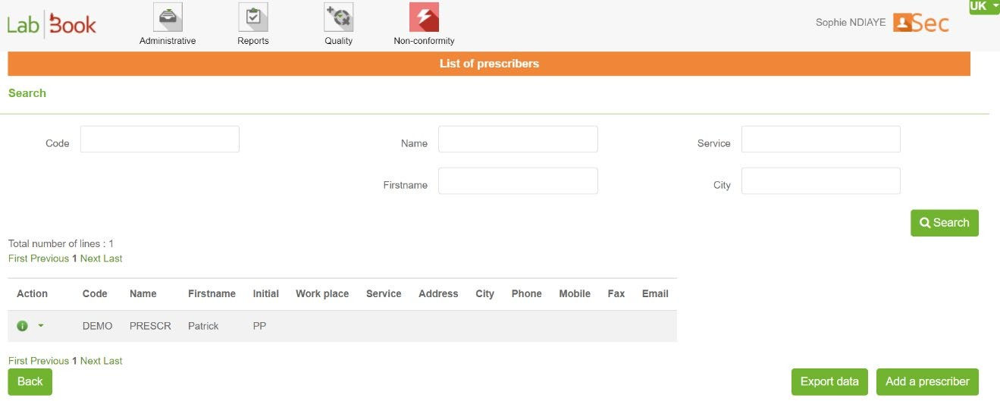 UK
Lab Book
Sophie NDIAYE Sec
Administrative Reports Quality Non-conformity
List of prescribers
Search
Code Name Service
Firstname City
Search
Total number of lines : 1
First Previous 1 Next Last
Action Code Name Firstname Initial Work place Service Address City Phone Mobile Fax Email
DEMO PRESCR Patrick PP
First Previous 1 Next Last
Back Export data Add a prescriber